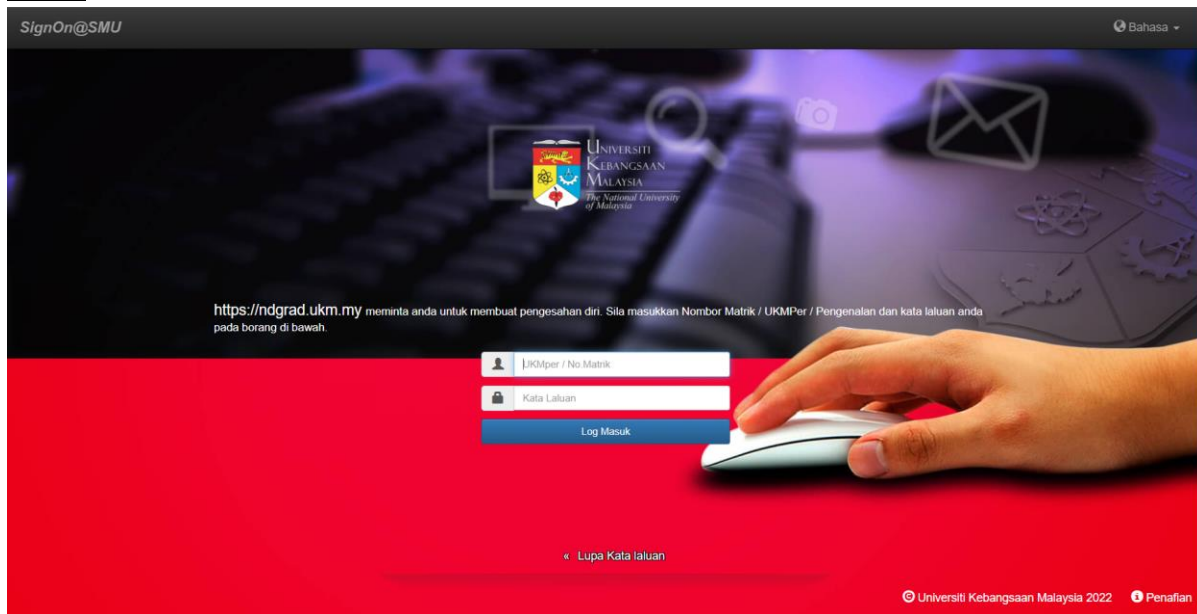 SignOn@SMU
Bahasa
UNIVERSITI
KEBANGSAAN
MALAYSIA
The National University
of Malaysia
https://ndgrad.ukm.my meminta anda untuk membuat pengesahan diri. Sila masukkan Nombor Matrik / UKMPer / Pengenalan dan kata laluan anda
pada borang di bawah.
UKMper / No.Matrik
Kata Laluan
Log Masuk
« Lupa Kata laluan
© Universiti Kebangsaan Malaysia 2022 Penafian